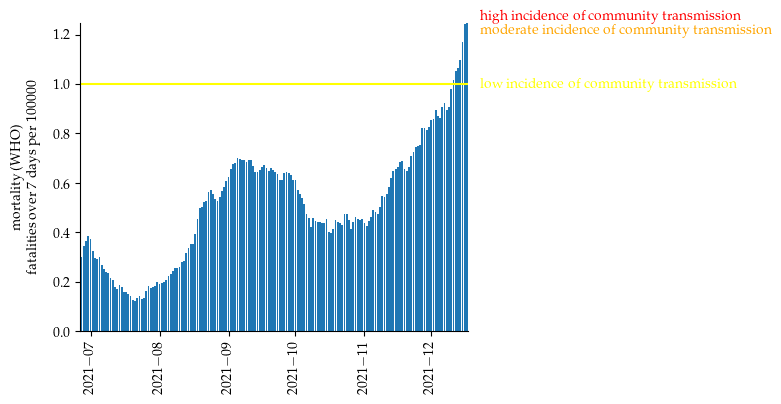 high incidence of community transmission
moderate incidence of community transmission
low incidence of community transmission
mortality (WHO)
fatalities over 7 days per 100000
1.2
1.0
0.8
0.6
0.4
0.2
0.0
2021−07
2021−08
2021−09
2021−10
2021−11
2021−12